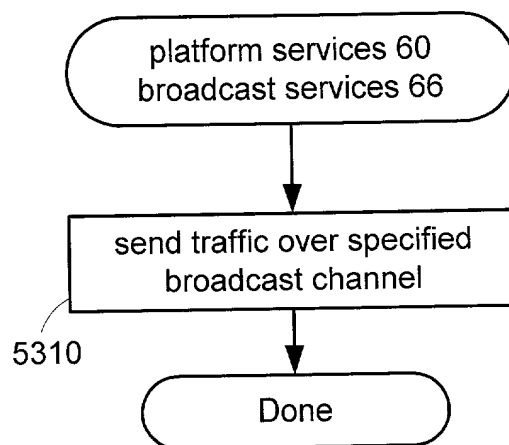 platform services 60
broadcast services 66
send traffic over specified
broadcast channel
5310
Done